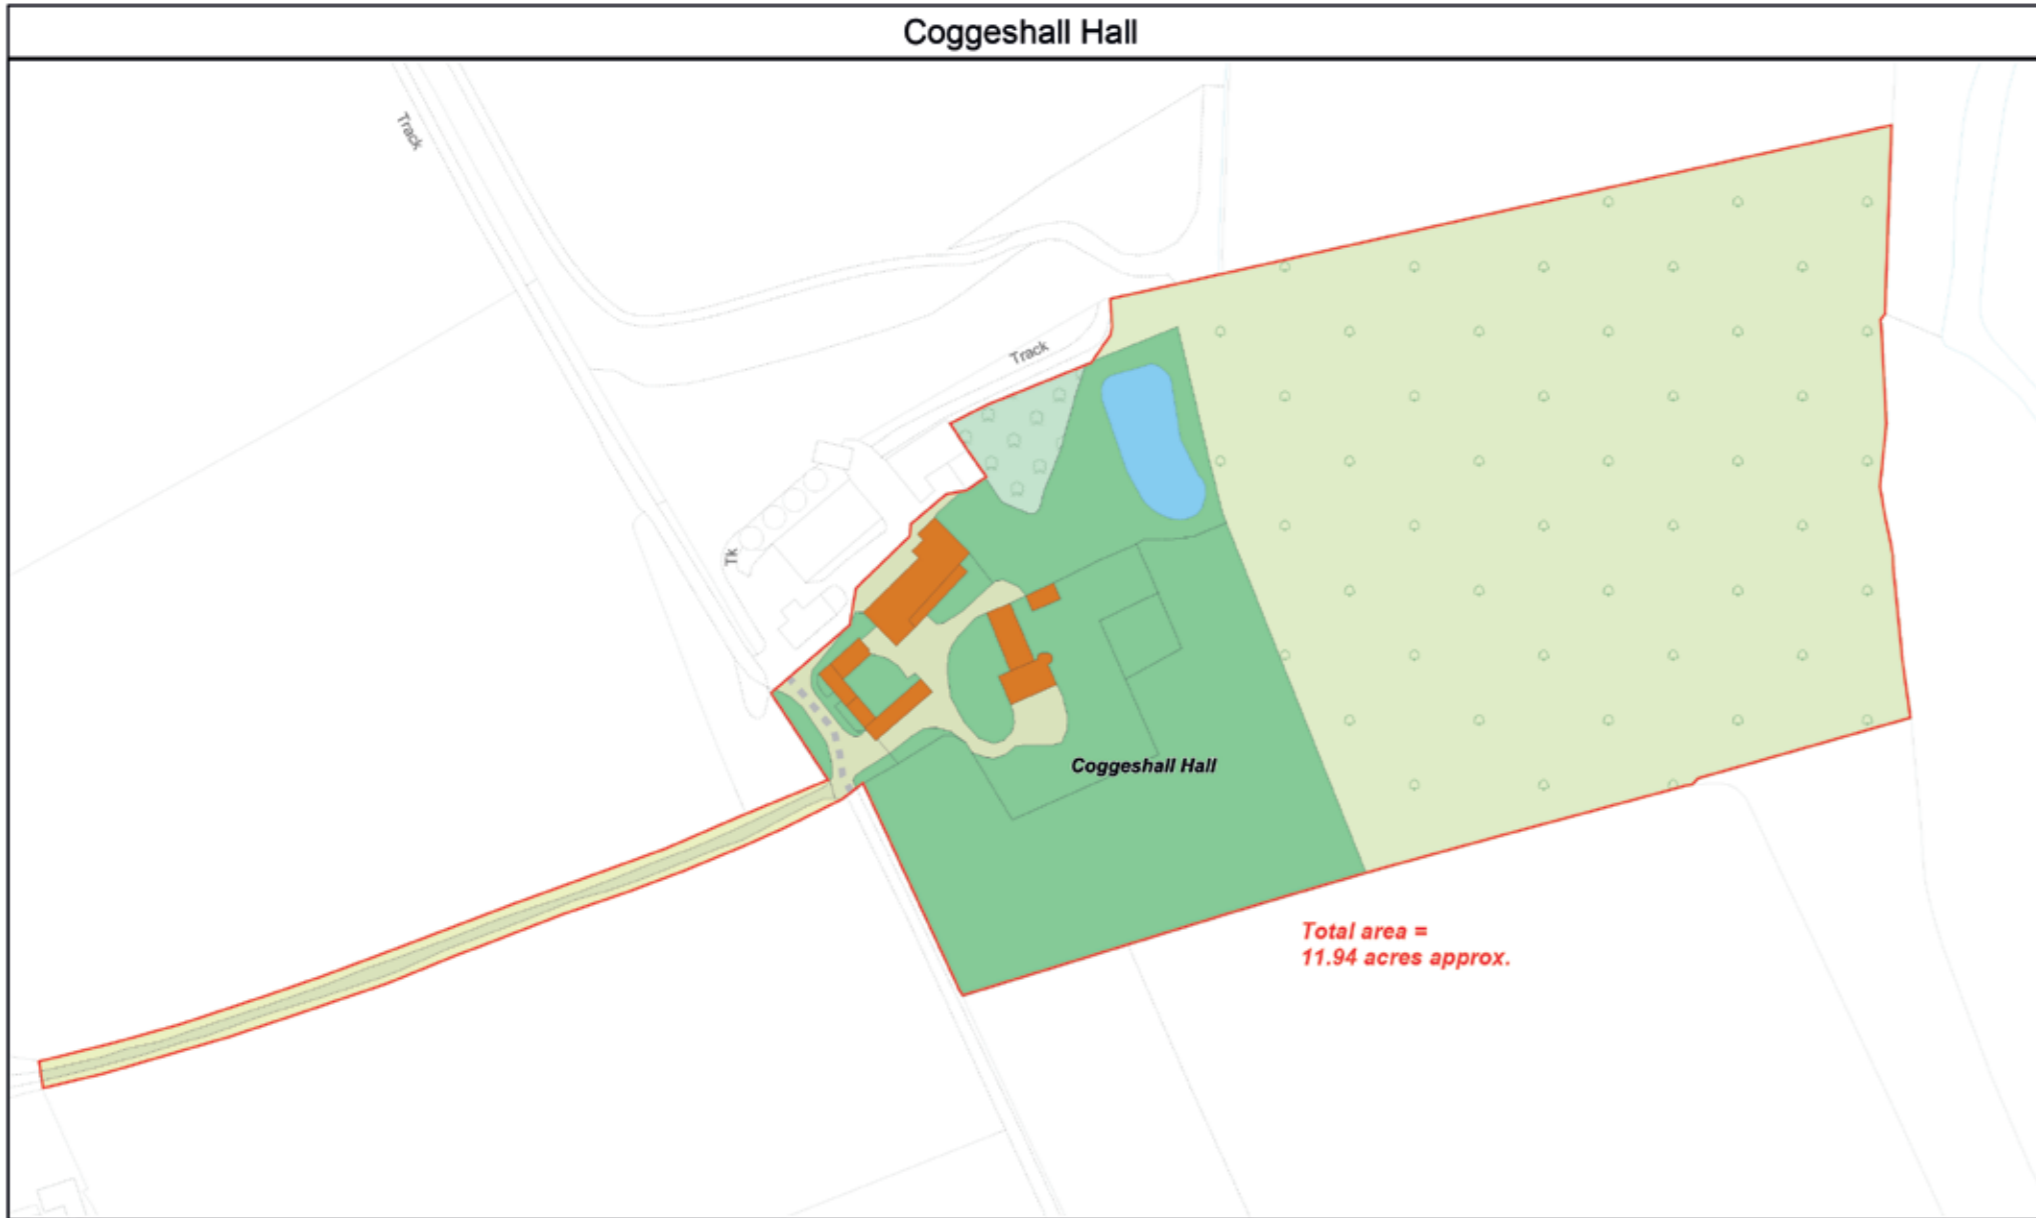 Coggeshall Hall
Track
Track
Tk
Coggeshall Hall
Total area =
11.94 acres approx.